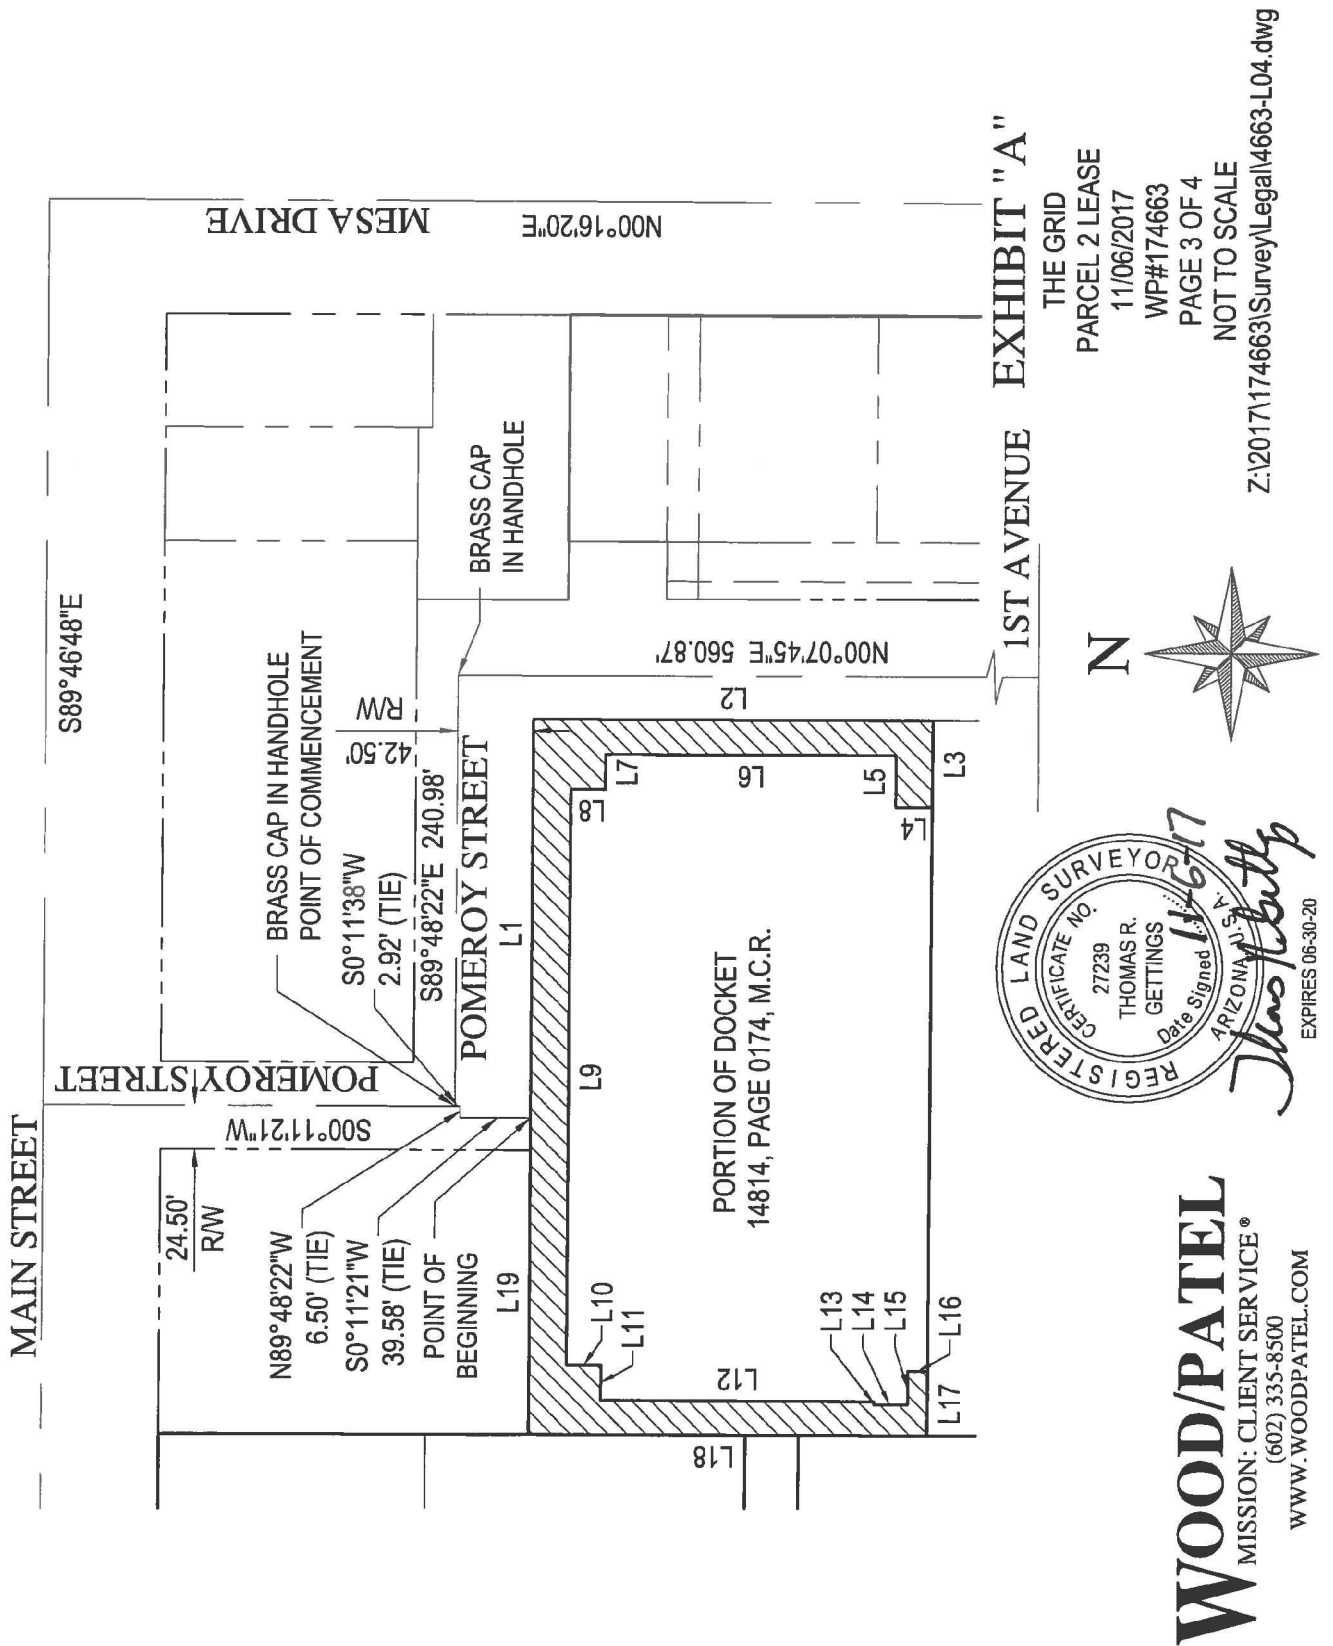 MAIN STREET
S89°46'48"E
24.50'
R/W
S00°11'21"W
POMEROY STREET
MESA DRIVE
N00°16'20"E
BRASS CAP IN HANDHOLE
POINT OF COMMENCEMENT
S0°11'38"W
2.92' (TIE)
S89°48'22"E 240.98'
POMEROY STREET
42.50'
R/W
BRASS CAP
IN HANDHOLE
N89°48'22"W
6.50' (TIE)
S0°11'21"W
39.58' (TIE)
POINT OF
BEGINNING
L19
L1
L2
N00°07'45"E 560.87'
L9
L8
L7
L6
L5
L4
L3
L10
L11
L12
L13
L14
L15
L16
L17
L18
PORTION OF DOCKET
14814, PAGE 0174, M.C.R.
1ST AVENUE
N
EXHIBIT "A"
THE GRID
PARCEL 2 LEASE
11/06/2017
WP#174663
PAGE 3 OF 4
NOT TO SCALE
Z:\2017\174663\Survey\Legal\4663-L04.dwg
REGISTERED LAND SURVEYOR
CERTIFICATE NO.
27239
THOMAS R.
GETTINGS
Date Signed 11-6-17
ARIZONA, U.S.A.
EXPIRES 06-30-20
WOOD/PATEL
MISSION: CLIENT SERVICE®
(602) 335-8500
WWW.WOODPATEL.COM